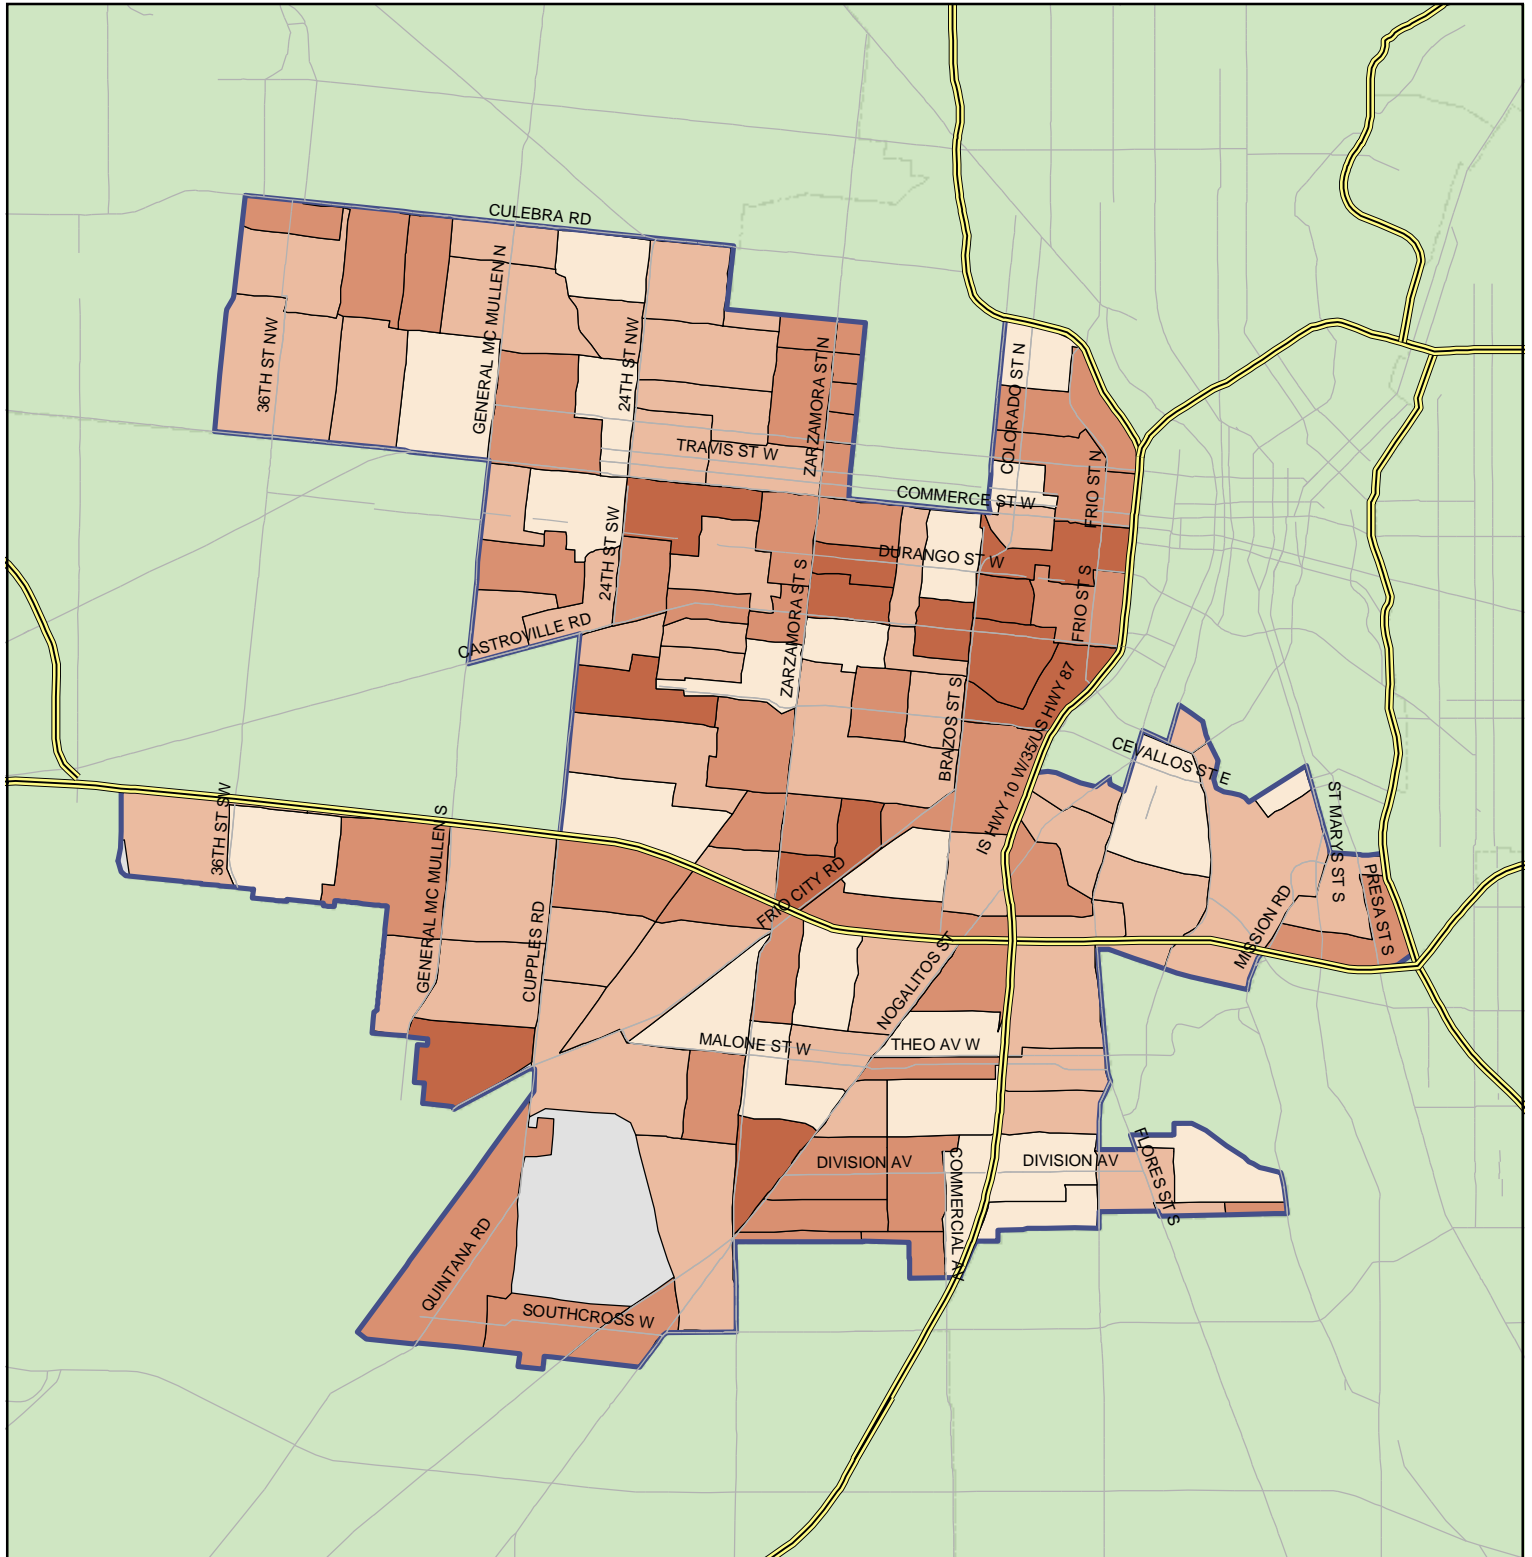 CULEBRA RD
GENERAL MC MULLEN N
36TH ST NW
24TH ST NW
ZARZAMORA ST N
COLORADO ST N
TRAVIS ST W
FRIO ST N
COMMERCE ST W
DURANGO ST W
24TH ST SW
FRIO ST S
CASTROVILLE RD
ZARZAMORA ST S
BRAZOS ST S
IS HWY 10 W/35/US HWY 87
CEVALLOS ST E
36TH ST SW
GENERAL MC MULLEN S
ST MARYS ST S
FRIO CITY RD
PRESA ST S
CUPPLES RD
MISSION RD
NOGALITOS ST
MALONE ST W
THEO AV W
DIVISION AV
DIVISION AV
FLORES ST S
COMMERCIAL AV
QUINTANA RD
SOUTHCROSS W